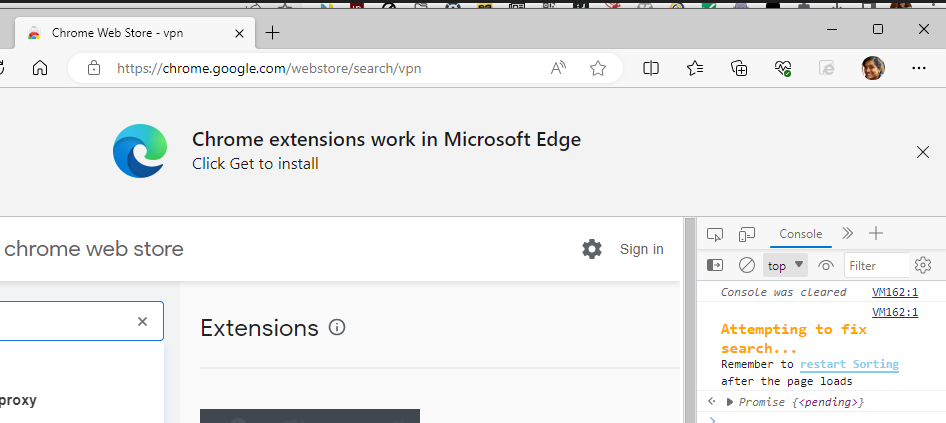 Chrome Web Store - vpn
https://chrome.google.com/webstore/search/vpn
Chrome extensions work in Microsoft Edge
Click Get to install
chrome web store
Sign in
Extensions
proxy
Console
top
Filter
Console was cleared VM162:1
VM162:1
Attempting to fix
search...
Remember to restart Sorting
after the page loads
Promise {<pending>}